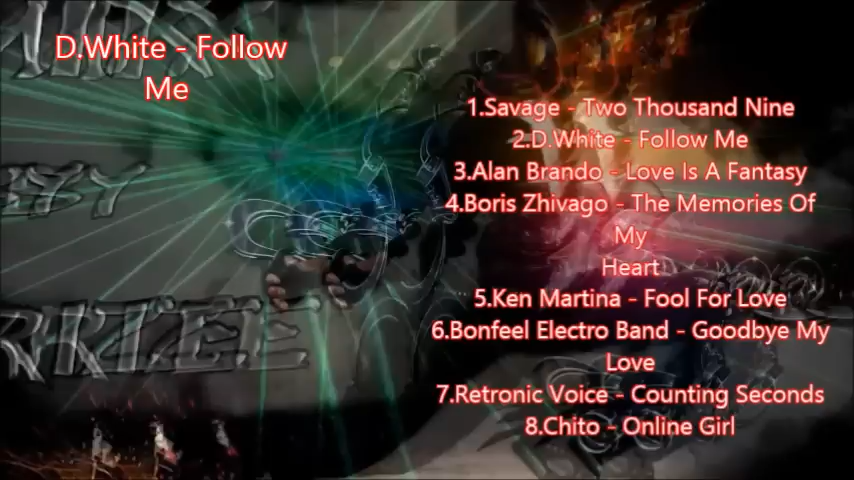 D.White - Follow
Me
1.Savage - Two Thousand Nine
2.D.White - Follow Me
3.Alan Brando - Love Is A Fantasy
4.Boris Zhivago - The Memories Of
My
Heart
5.Ken Martina - Fool For Love
6.Bonfeel Electro Band - Goodbye My
Love
7.Retronic Voice - Counting Seconds
8.Chito - Online Girl